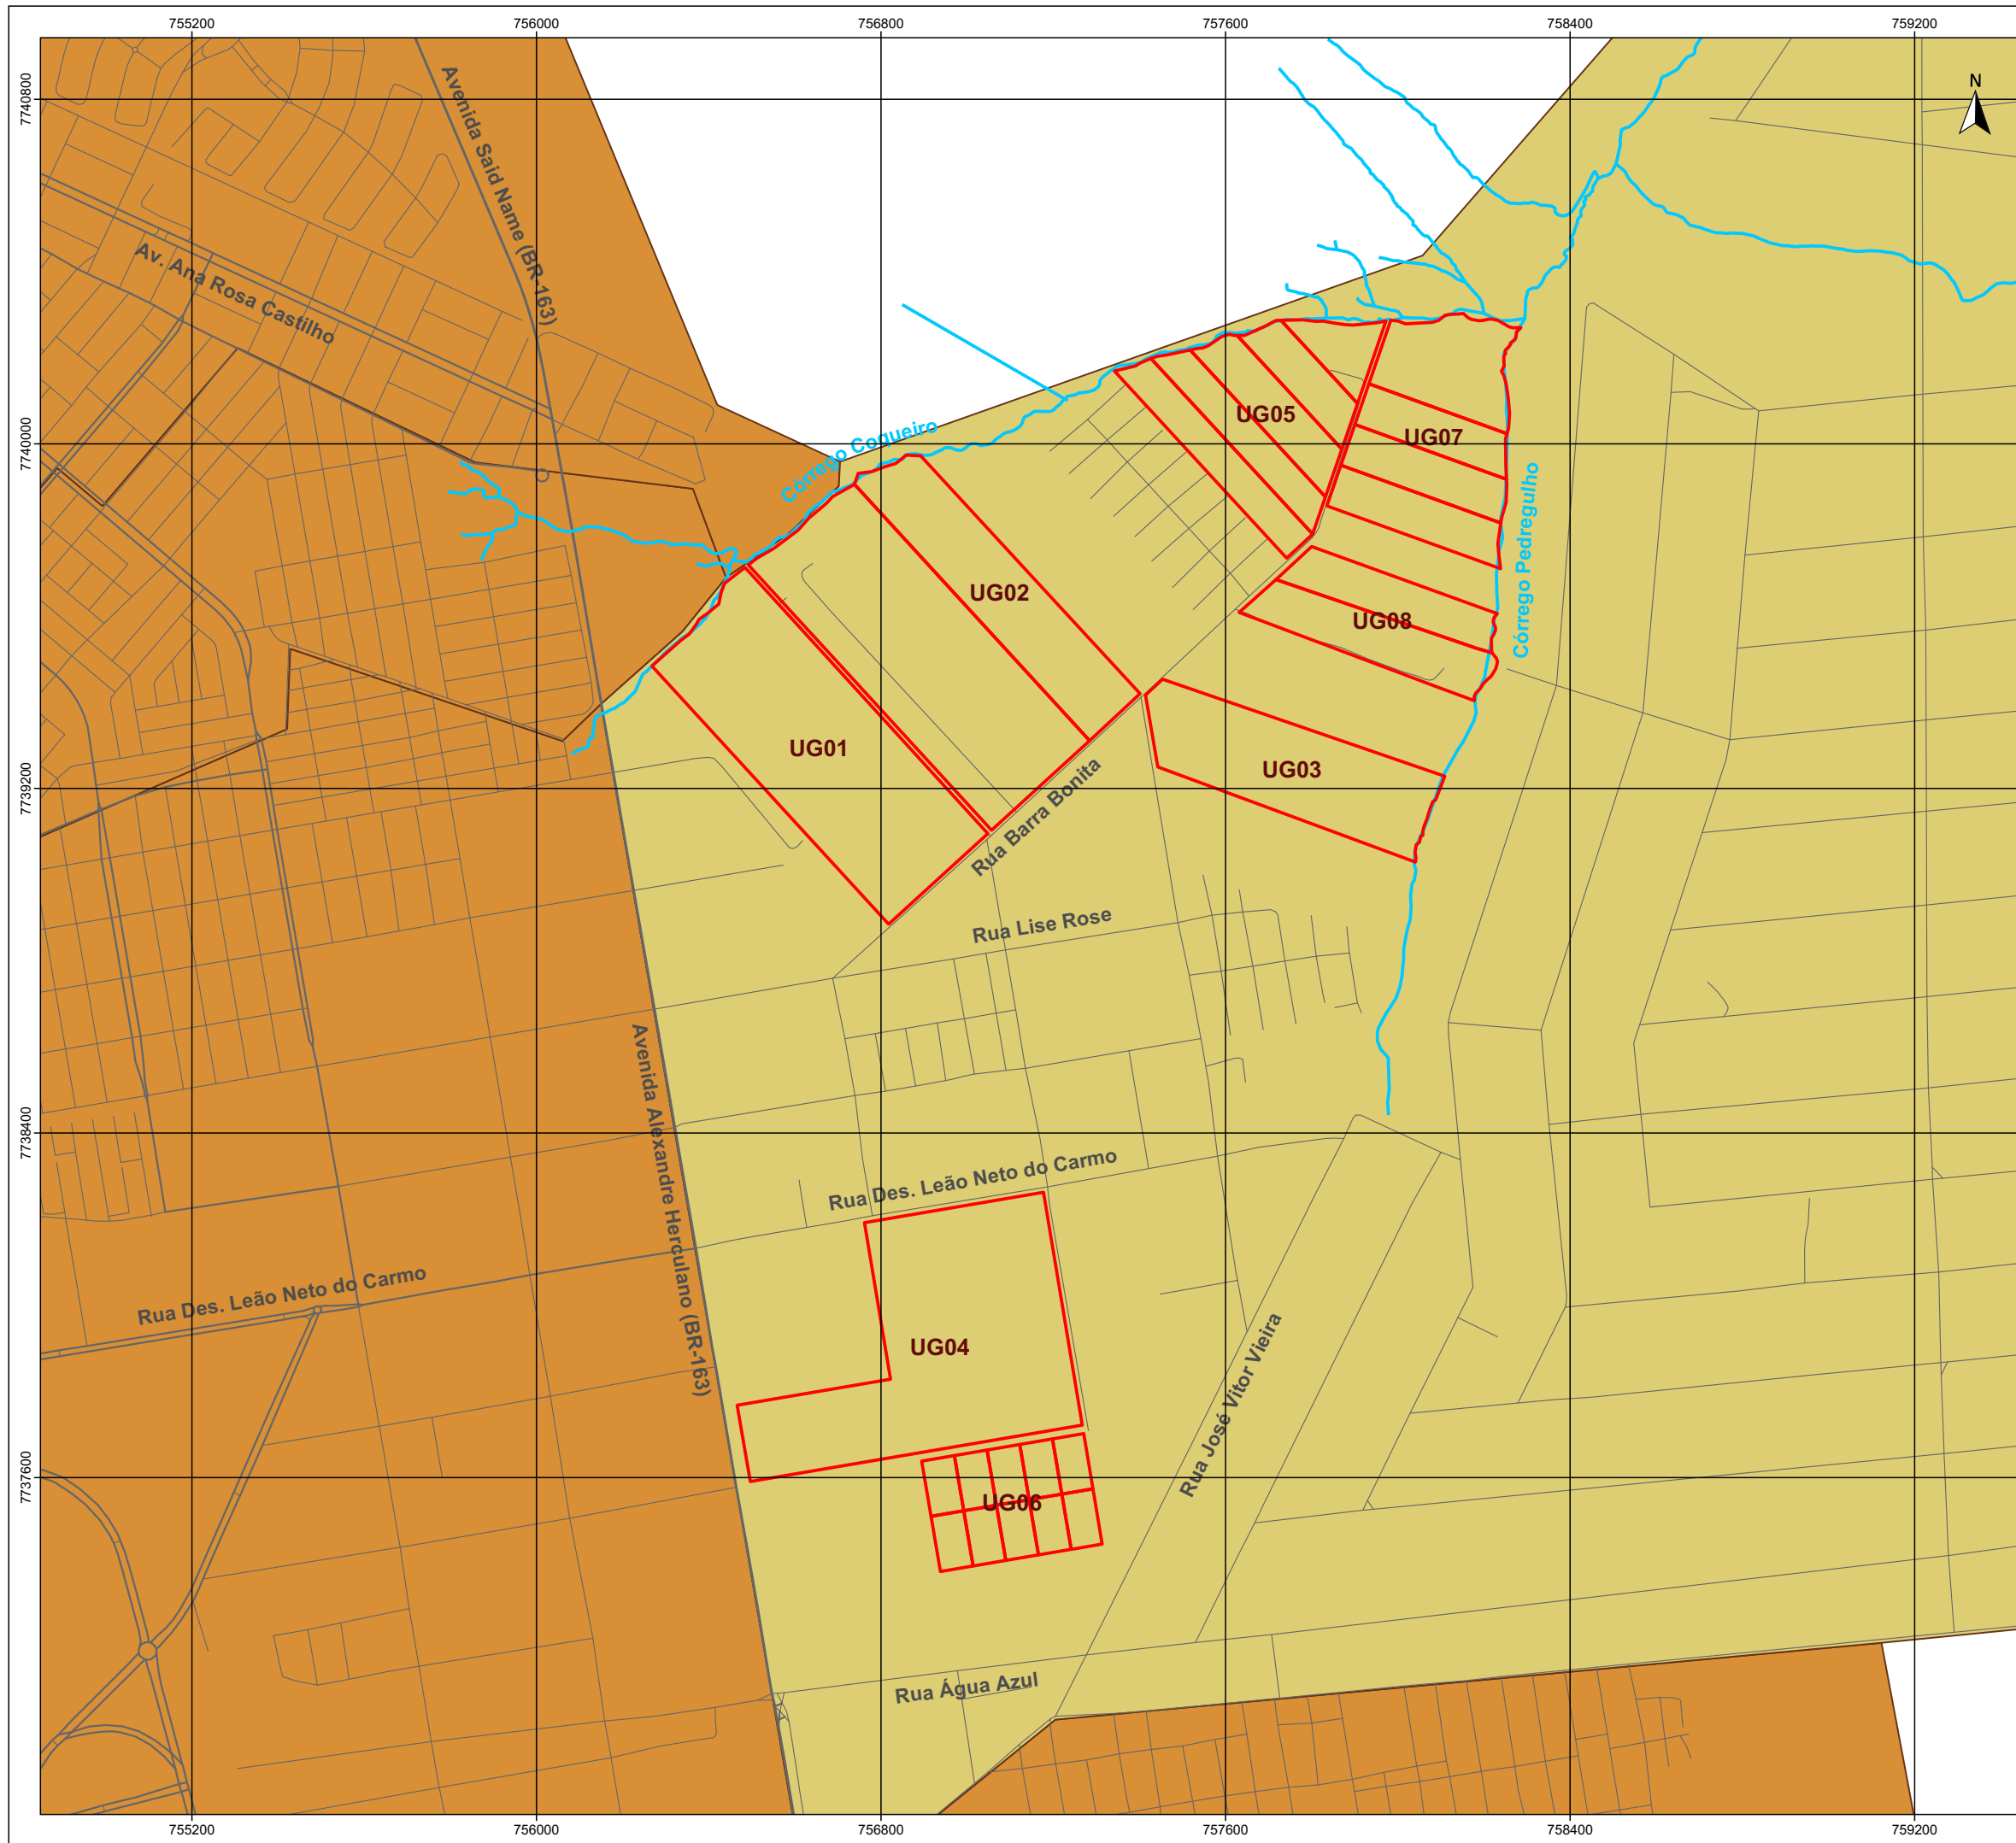 755200
756000
756800
757600
758400
759200
7740800
7740000
7739200
7738400
7737600
N
Avenida Said Name (BR-163)
Av. Ana Rosa Castilho
Córrego Coqueiro
UG05
UG07
Córrego Pedregulho
UG02
UG08
UG01
UG03
Rua Barra Bonita
Rua Lise Rose
Avenida Alexandre Herculano (BR-163)
Rua Des. Leão Neto do Carmo
Rua Des. Leão Neto do Carmo
UG04
Rua José Vitor Vieira
UG06
Rua Água Azul
755200
756000
756800
757600
758400
759200